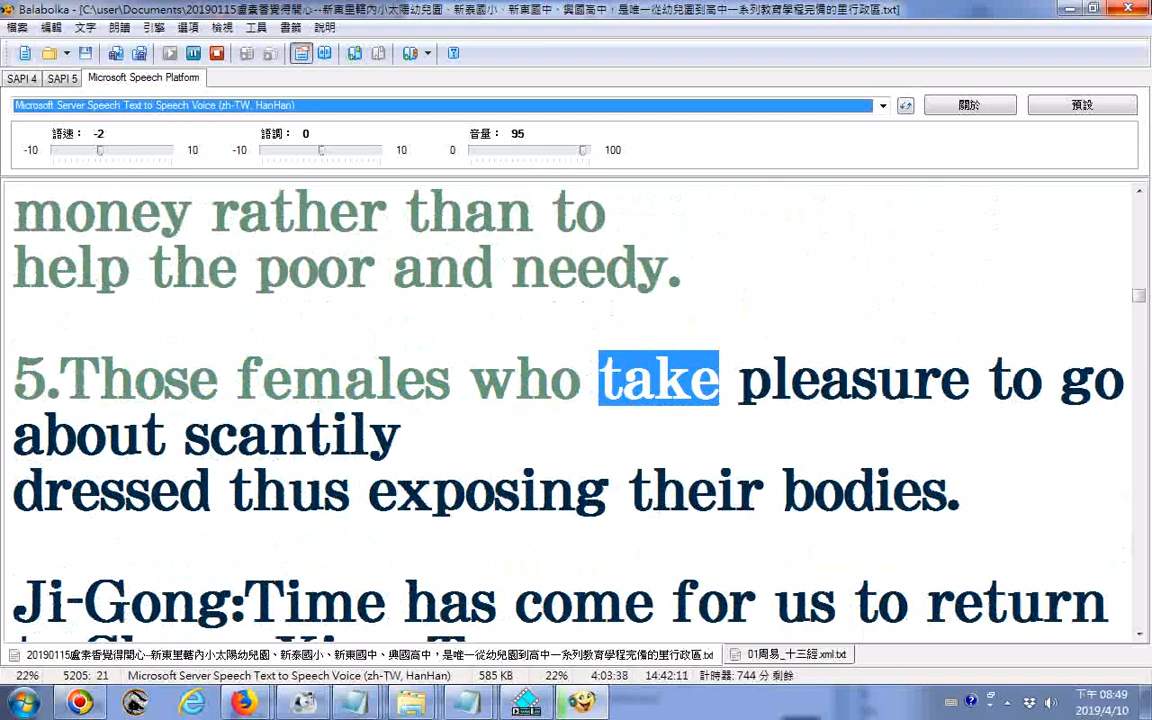 Balabolka - [C:\user\Documents\20190115盧素香覺得開心--新東里轄內小太陽幼兒園、新泰國小、新東國中、興國高中，是唯一從幼兒園到高中一系列教育學程完備的里行政區.txt]
檔案 編輯 文字 朗讀 引擎 選項 檢視 工具 書籤 說明
SAPI 4 SAPI 5 Microsoft Speech Platform
Microsoft Server Speech Text to Speech Voice (zh-TW, HanHan)
關於 預設
語速： -2 語調： 0 音量： 95
-10 10 -10 10 0 100
money rather than to
help the poor and needy.
5.Those females who take pleasure to go
about scantily
dressed thus exposing their bodies.
Ji-Gong:Time has come for us to return
20190115盧素香覺得開心--新東里轄內小太陽幼兒園、新泰國小、新東國中、興國高中，是唯一從幼兒園到高中一系列教育學程完備的里行政區.txt 01周易_十三經.xml.txt
22% 5205: 21 Microsoft Server Speech Text to Speech Voice (zh-TW, HanHan) 585 KB 22% 4:03:38 14:42:11 計時器: 744 分 剩餘
下午 08:49
2019/4/10